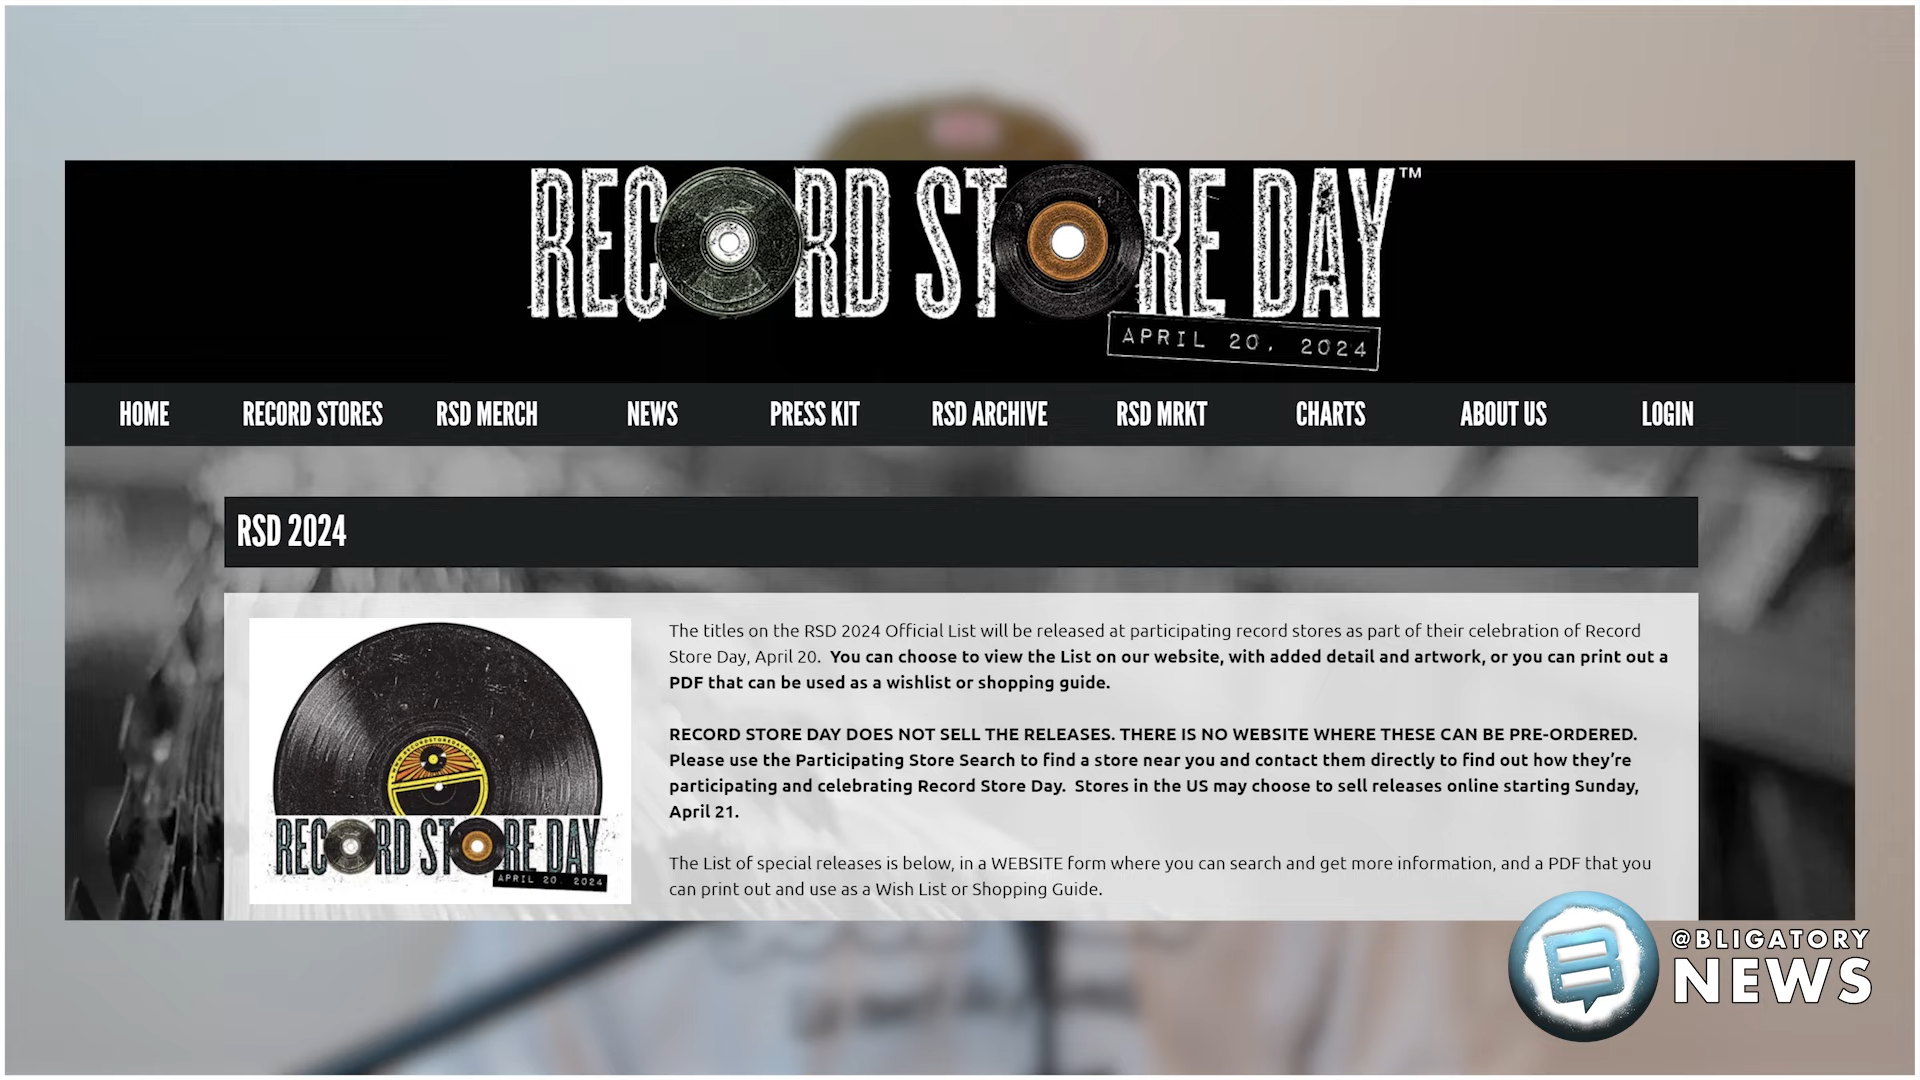 RECORD STORE DAY™
APRIL 20, 2024
HOME RECORD STORES RSD MERCH NEWS PRESS KIT RSD ARCHIVE RSD MRKT CHARTS ABOUT US LOGIN
RSD 2024
The titles on the RSD 2024 Official List will be released at participating record stores as part of their celebration of Record
Store Day, April 20. You can choose to view the List on our website, with added detail and artwork, or you can print out a
PDF that can be used as a wishlist or shopping guide.
RECORD STORE DAY DOES NOT SELL THE RELEASES. THERE IS NO WEBSITE WHERE THESE CAN BE PRE-ORDERED.
Please use the Participating Store Search to find a store near you and contact them directly to find out how they’re
participating and celebrating Record Store Day. Stores in the US may choose to sell releases online starting Sunday,
April 21.
The List of special releases is below, in a WEBSITE form where you can search and get more information, and a PDF that you
can print out and use as a Wish List or Shopping Guide.
RECORD STORE DAY
APRIL 20, 2024
@BLIGATORY
NEWS